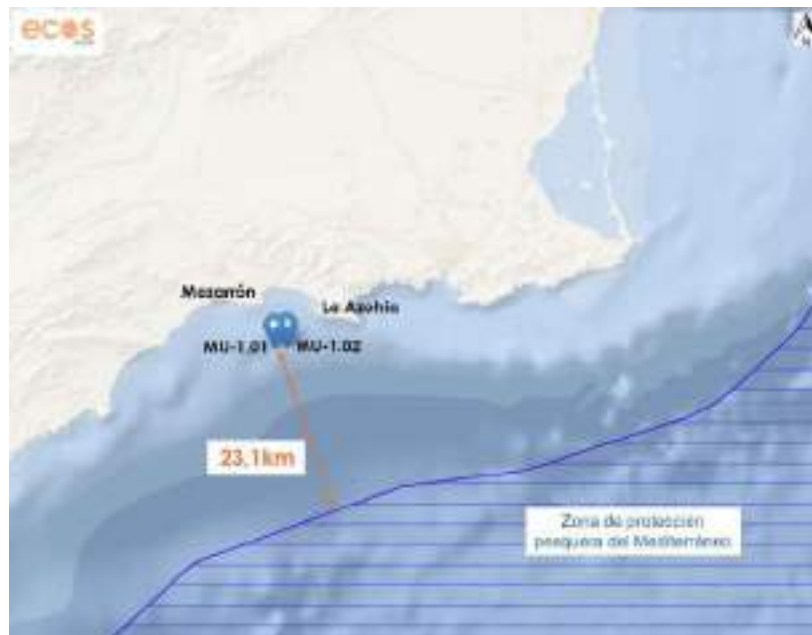 ecos
N
Mazarrón
La Azohía
MU-1.01
MU-1.02
23,1km
Zona de protección
pesquera del Mediterráneo